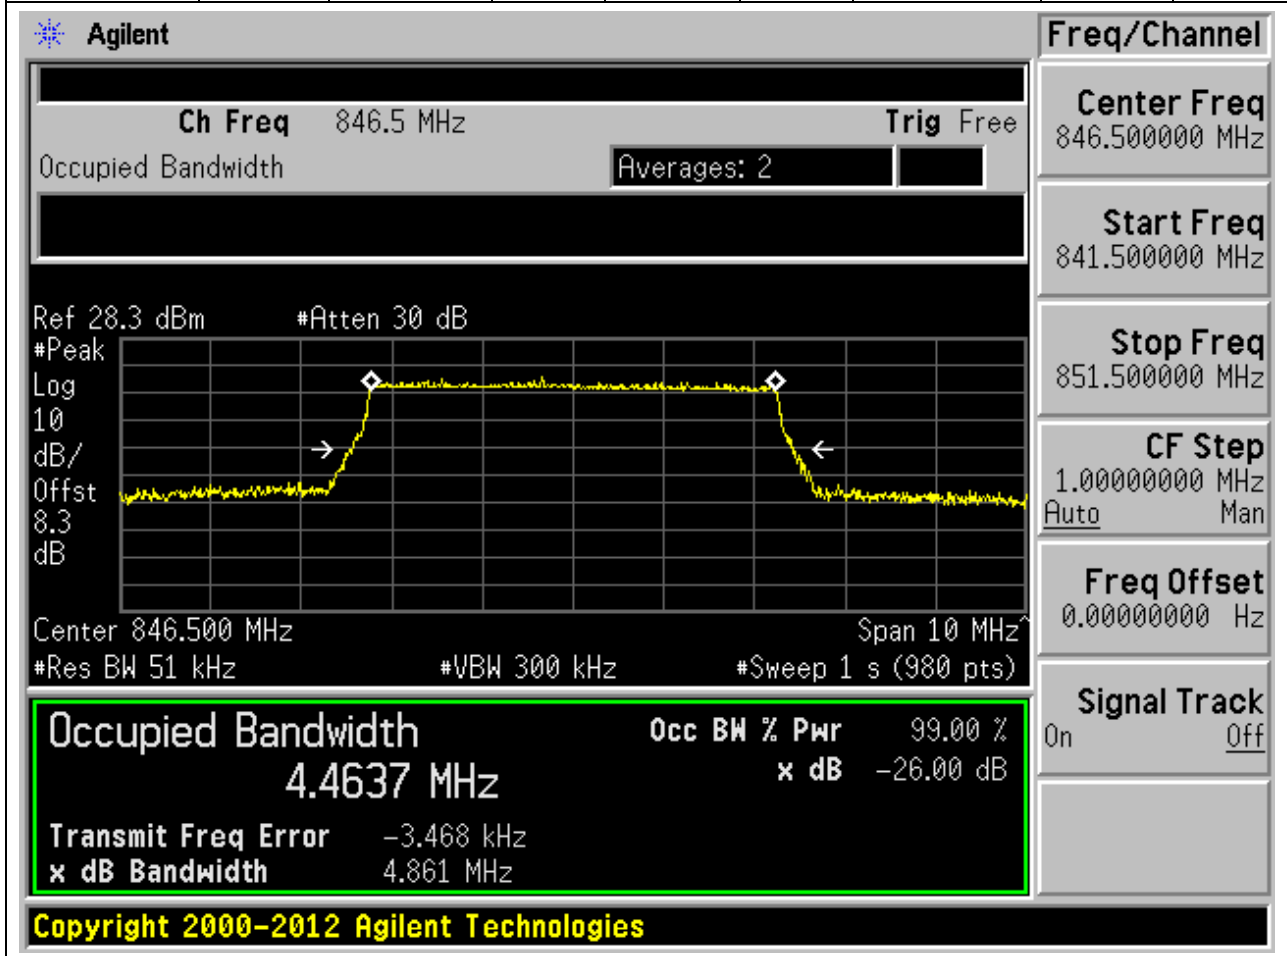 Agilent
Freq/Channel
Ch Freq 846.5 MHz Trig Free
Occupied Bandwidth Averages: 2
Center Freq
846.500000 MHz
Start Freq
841.500000 MHz
Stop Freq
851.500000 MHz
CF Step
1.00000000 MHz
Auto Man
Freq Offset
0.00000000 Hz
Signal Track
On Off
Ref 28.3 dBm #Atten 30 dB
#Peak
Log
10
dB/
Offst
8.3
dB
Center 846.500 MHz Span 10 MHz^
#Res BW 51 kHz #VBW 300 kHz #Sweep 1 s (980 pts)
Occupied Bandwidth Occ BW % Pwr 99.00 %
4.4637 MHz x dB -26.00 dB
Transmit Freq Error -3.468 kHz
x dB Bandwidth 4.861 MHz
Copyright 2000-2012 Agilent Technologies